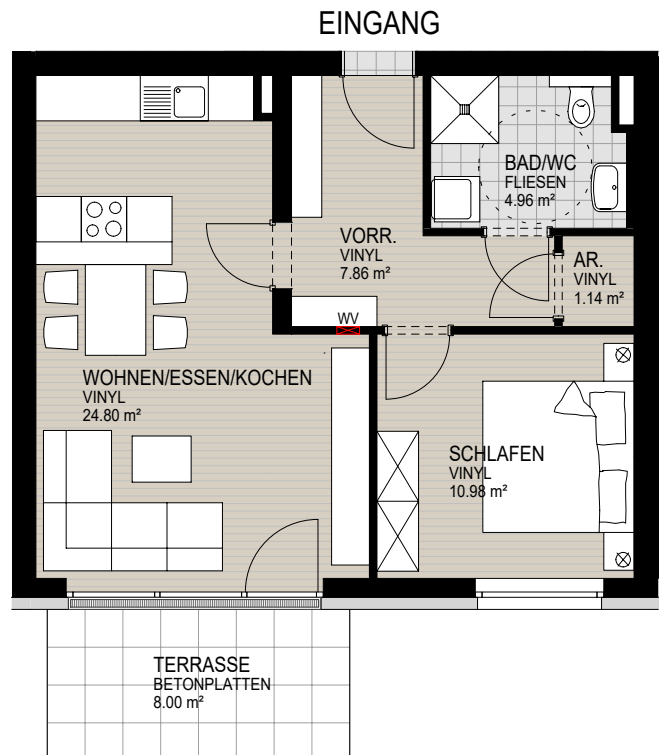 EINGANG
BAD/WC
FLIESEN
4.96 m²
VORR.
VINYL
7.86 m²
AR.
VINYL
1.14 m²
WV
WOHNEN/ESSEN/KOCHEN
VINYL
24.80 m²
SCHLAFEN
VINYL
10.98 m²
TERRASSE
BETONPLATTEN
8.00 m²